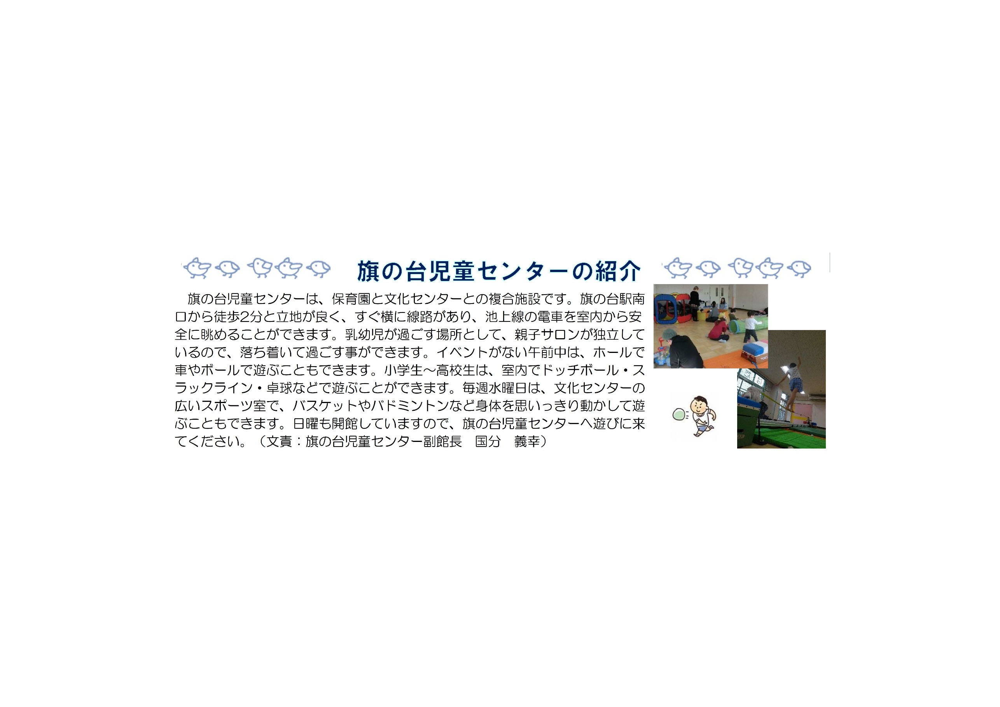 旗の台児童センターの紹介
旗の台児童センターは、保育園と文化センターとの複合施設です。旗の台駅南
口から徒歩2分と立地が良く、すぐ横に線路があり、池上線の電車を室内から安
全に眺めることができます。乳幼児が過ごす場所として、親子サロンが独立して
いるので、落ち着いて過ごす事ができます。イベントがない午前中は、ホールで
車やボールで遊ぶこともできます。小学生～高校生は、室内でドッチボール・ス
ラックライン・卓球などで遊ぶことができます。毎週水曜日は、文化センターの
広いスポーツ室で、バスケットやバドミントンなど身体を思いっきり動かして遊
ぶこともできます。日曜も開館していますので、旗の台児童センターへ遊びに来
てください。（文責：旗の台児童センター副館長　国分　義幸）